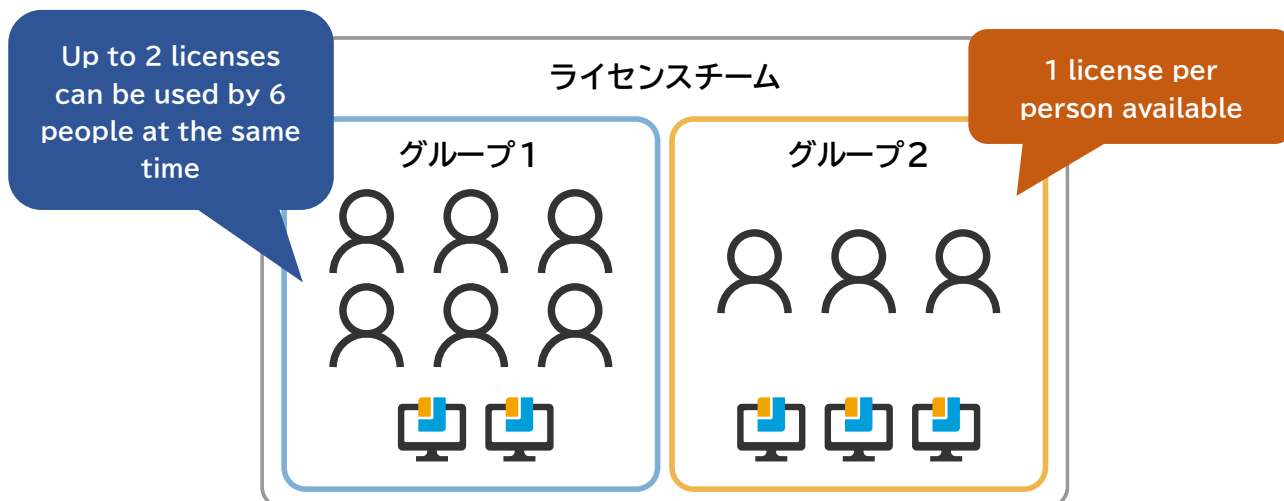 Up to 2 licenses
can be used by 6
people at the same
time
ライセンスチーム
1 license per
person available
グループ1
グループ2